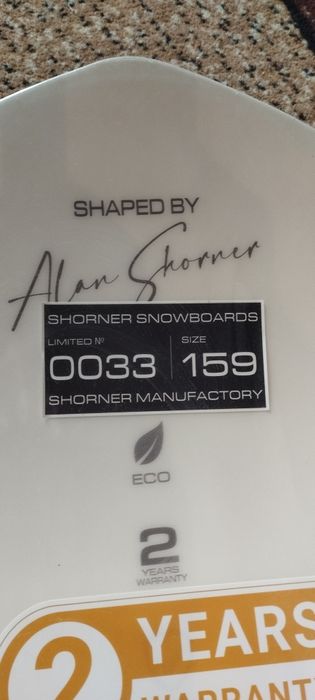 SHAPED BY
Alan Shorner
SHORNER SNOWBOARDS
LIMITED № SIZE
0033 159
SHORNER MANUFACTORY
ECO
2
YEARS
WARRANTY
2 YEARS
WARRANT